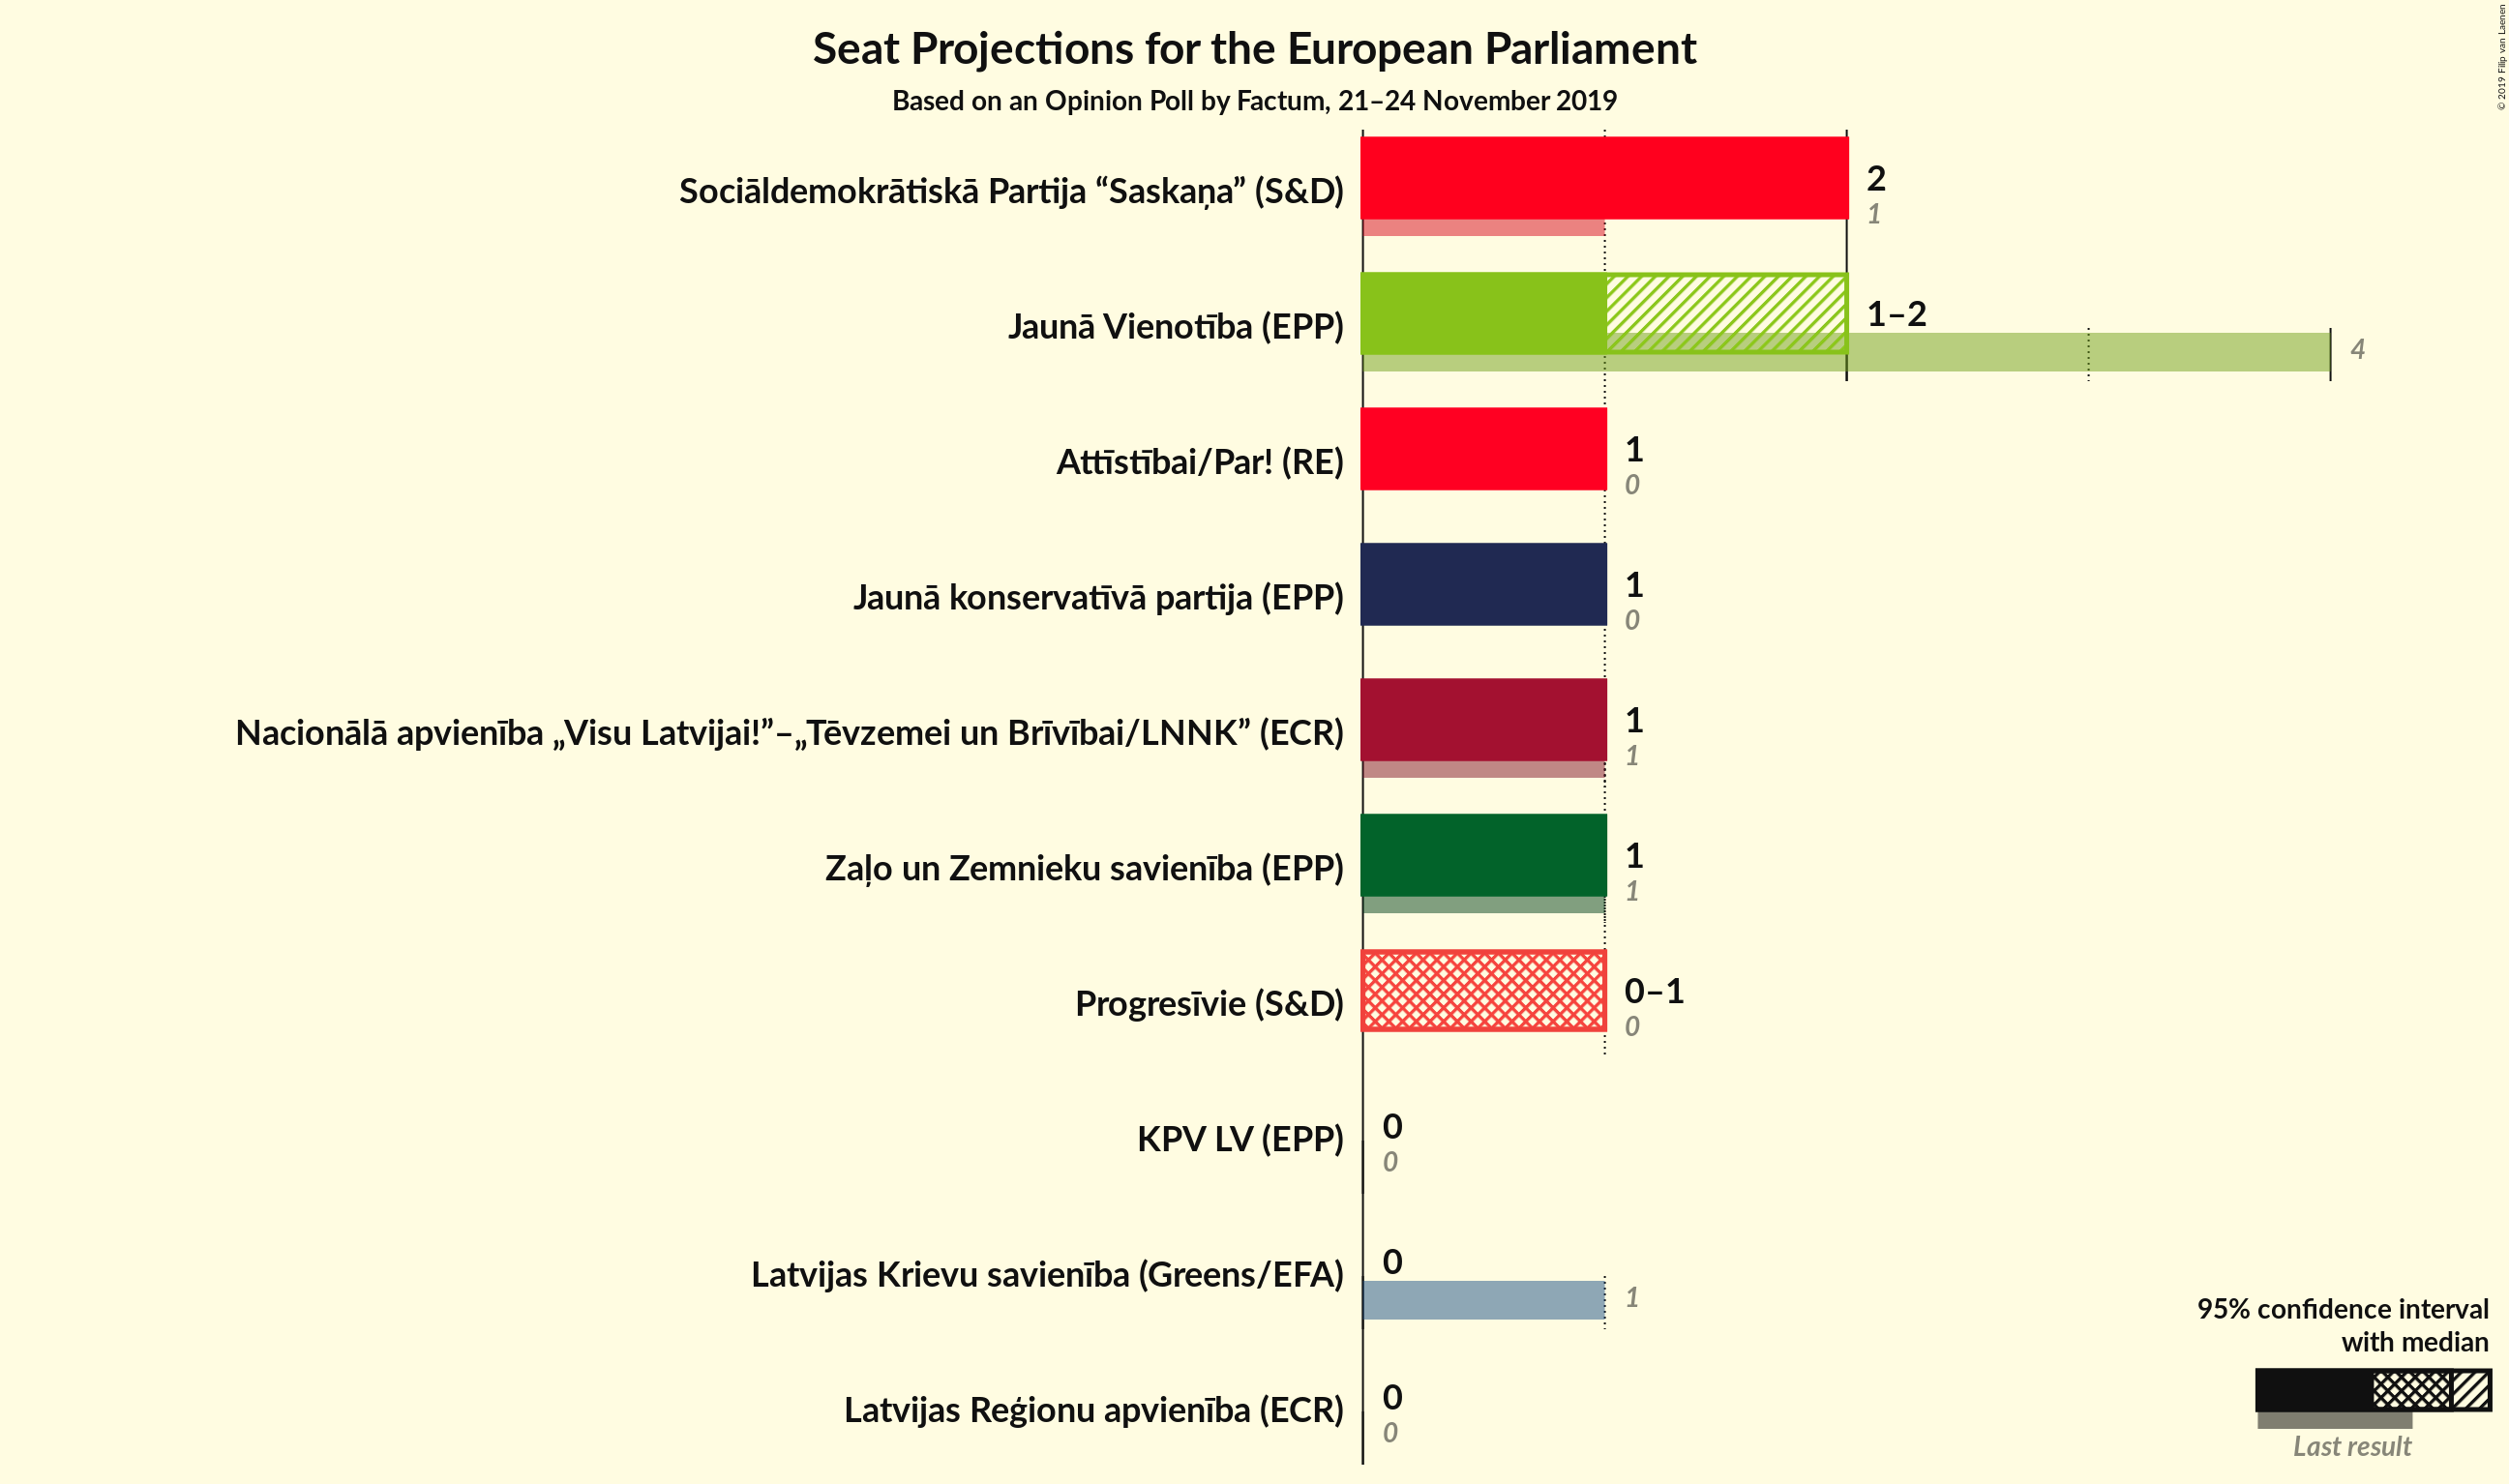 Seat Projections for the European Parliament
Based on an Opinion Poll by Factum, 21–24 November 2019
© 2019 Filip van Laenen
Sociāldemokrātiskā Partija “Saskaņa” (S&D)
2
1
Jaunā Vienotība (EPP)
1–2
4
Attīstībai/Par! (RE)
1
0
Jaunā konservatīvā partija (EPP)
1
0
Nacionālā apvienība „Visu Latvijai!”–„Tēvzemei un Brīvībai/LNNK” (ECR)
1
1
Zaļo un Zemnieku savienība (EPP)
1
1
Progresīvie (S&D)
0–1
0
KPV LV (EPP)
0
0
Latvijas Krievu savienība (Greens/EFA)
0
1
Latvijas Reģionu apvienība (ECR)
0
0
95% confidence interval
with median
Last result